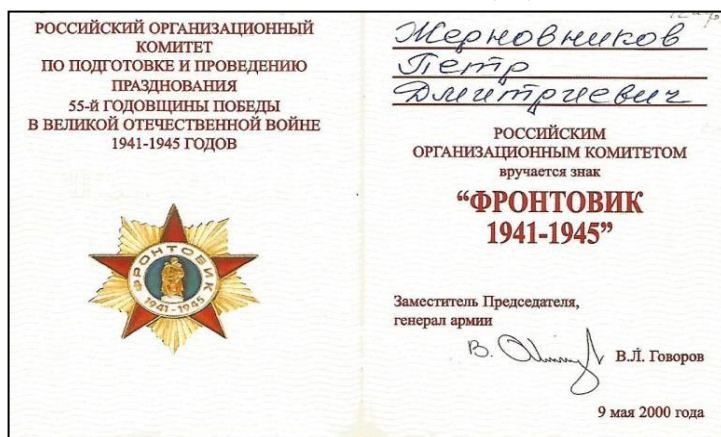 РОССИЙСКИЙ ОРГАНИЗАЦИОННЫЙ
КОМИТЕТ
ПО ПОДГОТОВКЕ И ПРОВЕДЕНИЮ
ПРАЗДНОВАНИЯ
55-й ГОДОВЩИНЫ ПОБЕДЫ
В ВЕЛИКОЙ ОТЕЧЕСТВЕННОЙ ВОЙНЕ
1941-1945 ГОДОВ
ФРОНТОВИК
1941-1945
Жерновников
Петр
Дмитриевич
РОССИЙСКИМ
ОРГАНИЗАЦИОННЫМ КОМИТЕТОМ
вручается знак
“ФРОНТОВИК
1941-1945”
Заместитель Председателя,
генерал армии
В.Л. Говоров
9 мая 2000 года